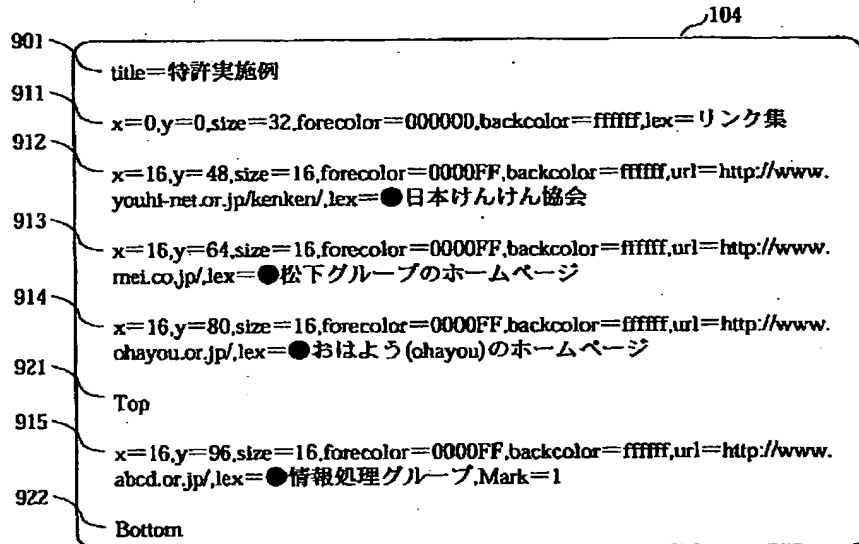 104
901
title＝特許実施例
911
x＝0,y＝0,size＝32,forecolor＝000000,backcolor＝ffffff,lex＝リンク集
912
x＝16,y＝48,size＝16,forecolor＝0000FF,backcolor＝ffffff,url＝http://www.
youhi-net.or.jp/kenken/,lex＝●日本けんけん協会
913
x＝16,y＝64,size＝16,forecolor＝0000FF,backcolor＝ffffff,url＝http://www.
mei.co.jp/,lex＝●松下グループのホームページ
914
x＝16,y＝80,size＝16,forecolor＝0000FF,backcolor＝ffffff,url＝http://www.
ohayou.or.jp/,lex＝●おはよう(ohayou)のホームページ
921
Top
915
x＝16,y＝96,size＝16,forecolor＝0000FF,backcolor＝ffffff,url＝http://www.
abcd.or.jp/,lex＝●情報処理グループ,Mark＝1
922
Bottom